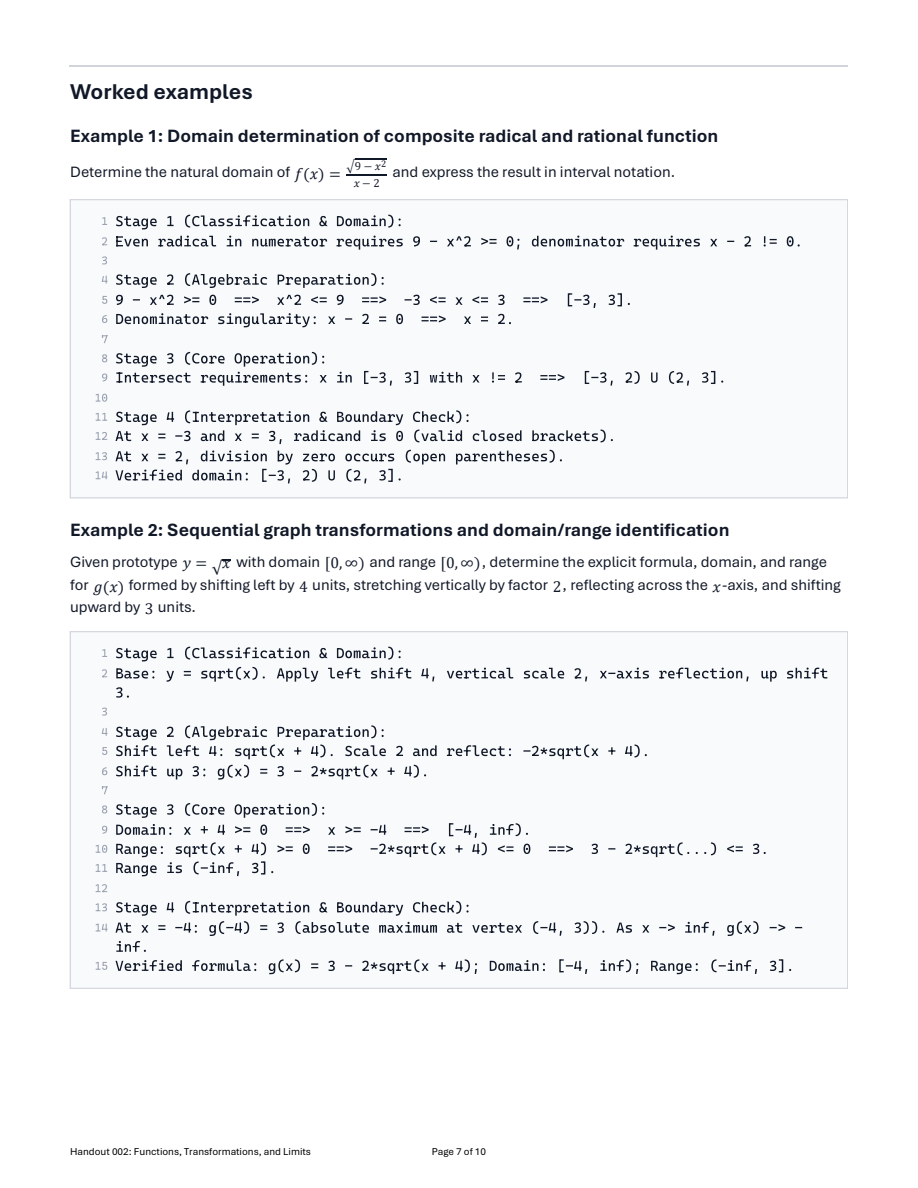 Worked examples
Example 1: Domain determination of composite radical and rational function
Determine the natural domain of f(x) = √(9 − x²) / (x − 2) and express the result in interval notation.
1 Stage 1 (Classification & Domain):
2 Even radical in numerator requires 9 - x^2 >= 0; denominator requires x - 2 != 0.
3
4 Stage 2 (Algebraic Preparation):
5 9 - x^2 >= 0 ==> x^2 <= 9 ==> -3 <= x <= 3 ==> [-3, 3].
6 Denominator singularity: x - 2 = 0 ==> x = 2.
7
8 Stage 3 (Core Operation):
9 Intersect requirements: x in [-3, 3] with x != 2 ==> [-3, 2) U (2, 3].
10
11 Stage 4 (Interpretation & Boundary Check):
12 At x = -3 and x = 3, radicand is 0 (valid closed brackets).
13 At x = 2, division by zero occurs (open parentheses).
14 Verified domain: [-3, 2) U (2, 3].
Example 2: Sequential graph transformations and domain/range identification
Given prototype y = √x with domain [0, ∞) and range [0, ∞), determine the explicit formula, domain, and range
for g(x) formed by shifting left by 4 units, stretching vertically by factor 2, reflecting across the x-axis, and shifting
upward by 3 units.
1 Stage 1 (Classification & Domain):
2 Base: y = sqrt(x). Apply left shift 4, vertical scale 2, x-axis reflection, up shift
3.
3
4 Stage 2 (Algebraic Preparation):
5 Shift left 4: sqrt(x + 4). Scale 2 and reflect: -2*sqrt(x + 4).
6 Shift up 3: g(x) = 3 - 2*sqrt(x + 4).
7
8 Stage 3 (Core Operation):
9 Domain: x + 4 >= 0 ==> x >= -4 ==> [-4, inf).
10 Range: sqrt(x + 4) >= 0 ==> -2*sqrt(x + 4) <= 0 ==> 3 - 2*sqrt(...) <= 3.
11 Range is (-inf, 3].
12
13 Stage 4 (Interpretation & Boundary Check):
14 At x = -4: g(-4) = 3 (absolute maximum at vertex (-4, 3)). As x -> inf, g(x) -> -
inf.
15 Verified formula: g(x) = 3 - 2*sqrt(x + 4); Domain: [-4, inf); Range: (-inf, 3].
Handout 002: Functions, Transformations, and Limits Page 7 of 10